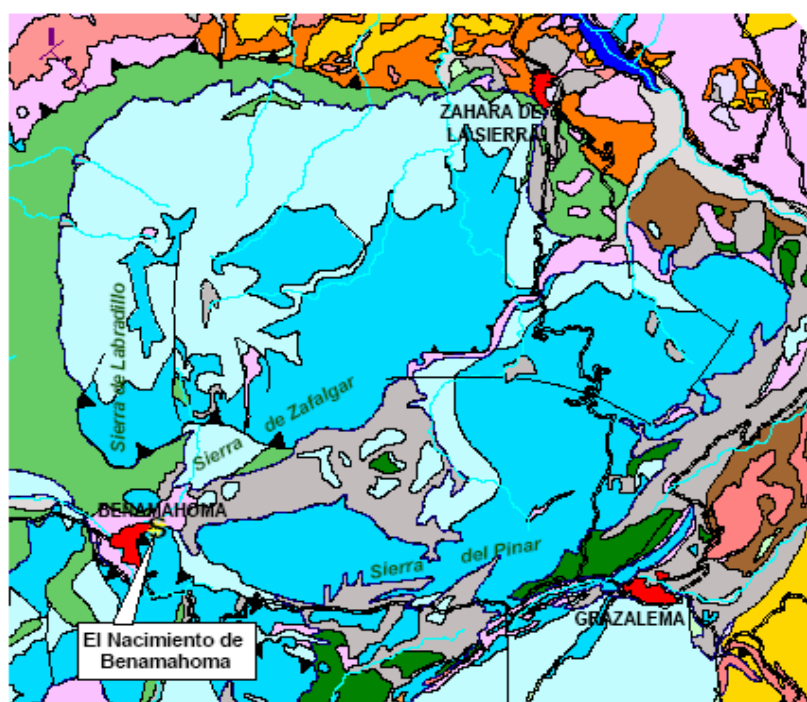 ZAHARA DE
LA SIERRA
Sierra de Labradillo
Sierra de Zafalgar
BENAMAHOMA
S
Sierra del Pinar
GRAZALEMA
El Nacimiento de
Benamahoma